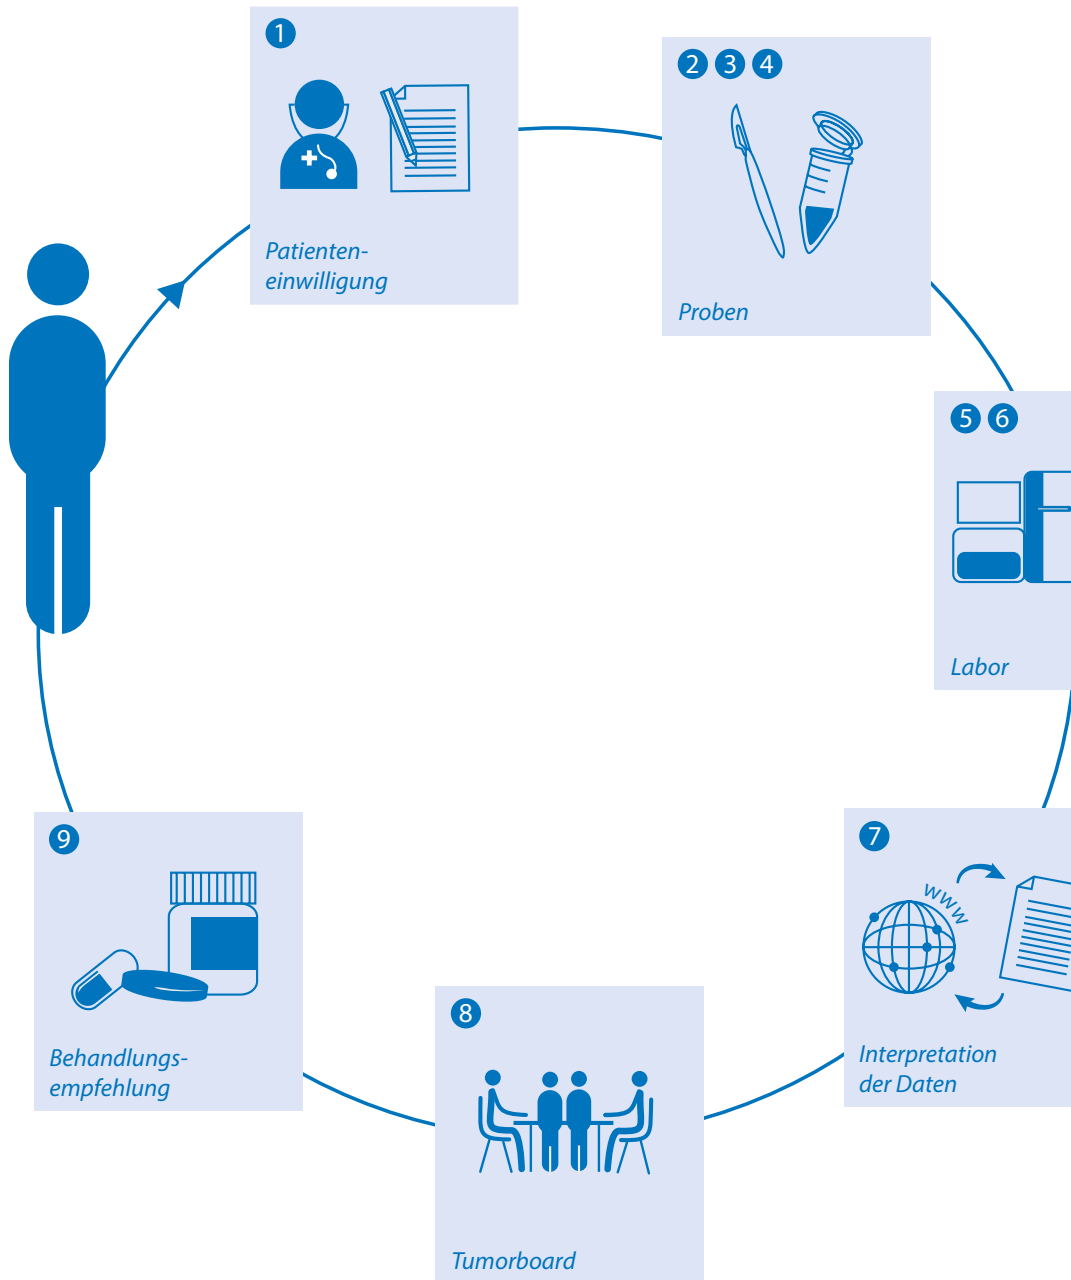 1
Patienten-
einwilligung
2 3 4
Proben
5 6
Labor
7
www
Interpretation
der Daten
8
Tumorboard
9
Behandlungs-
empfehlung